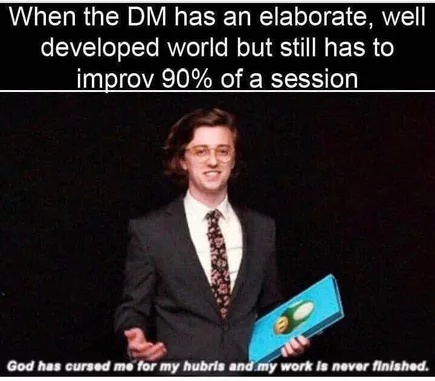 When the DM has an elaborate, well
developed world but still has to
improv 90% of a session
God has cursed me for my hubris and my work is never finished.